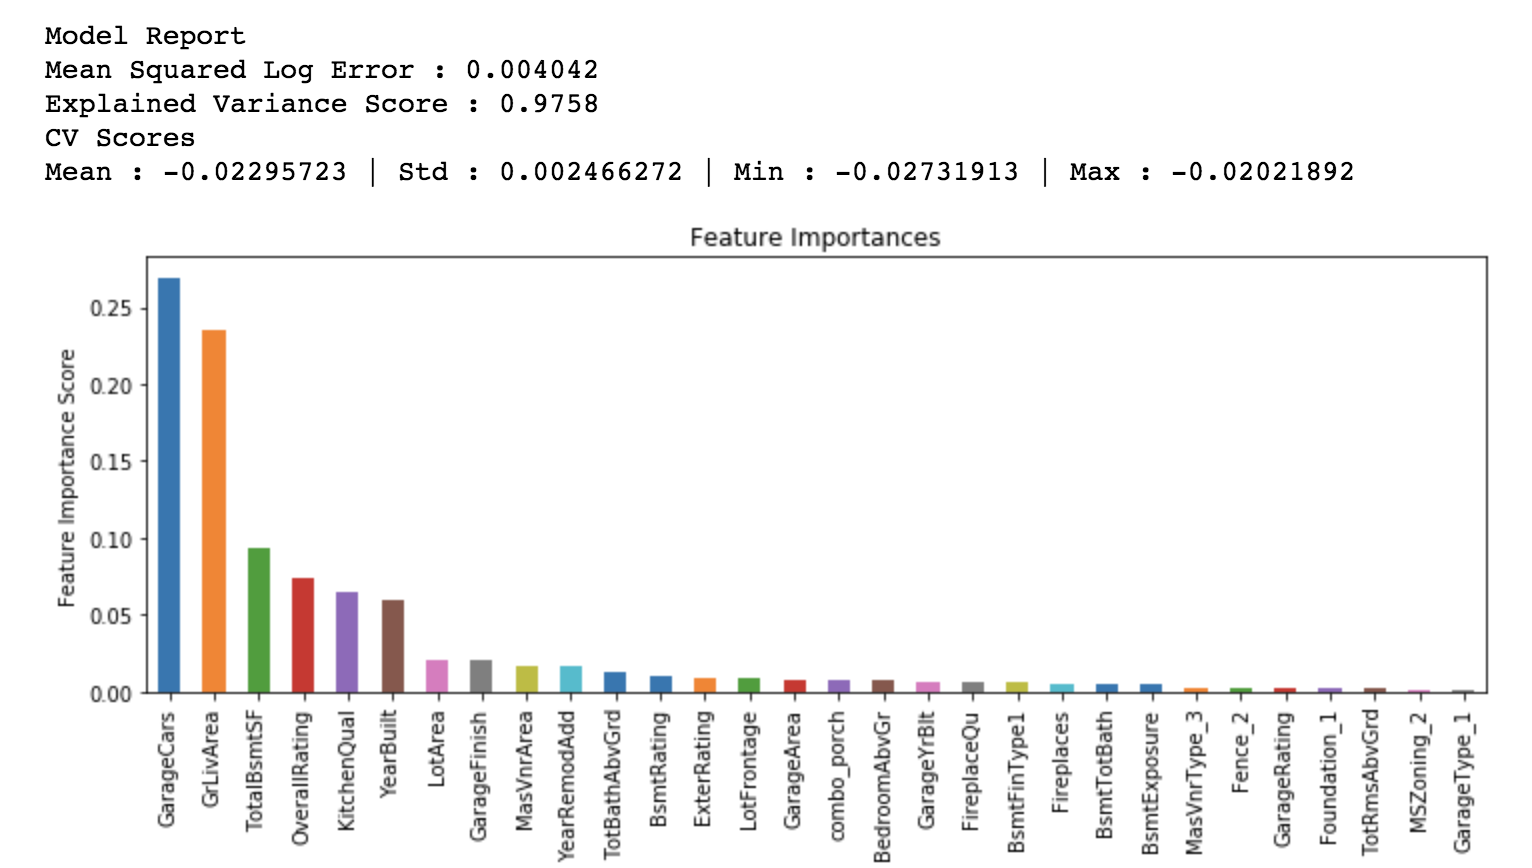 Model Report
Mean Squared Log Error : 0.004042
Explained Variance Score : 0.9758
CV Scores
Mean : -0.02295723 | Std : 0.002466272 | Min : -0.02731913 | Max : -0.02021892
Feature Importances
Feature Importance Score
0.25
0.20
0.15
0.10
0.05
0.00
GarageCars
GrLivArea
TotalBsmtSF
OverallRating
KitchenQual
YearBuilt
LotArea
GarageFinish
MasVnrArea
YearRemodAdd
TotBathAbvGrd
BsmtRating
ExterRating
LotFrontage
GarageArea
combo_porch
BedroomAbvGr
GarageYrBlt
FireplaceQu
BsmtFinType1
Fireplaces
BsmtTotBath
BsmtExposure
MasVnrType_3
Fence_2
GarageRating
Foundation_1
TotRmsAbvGrd
MSZoning_2
GarageType_1